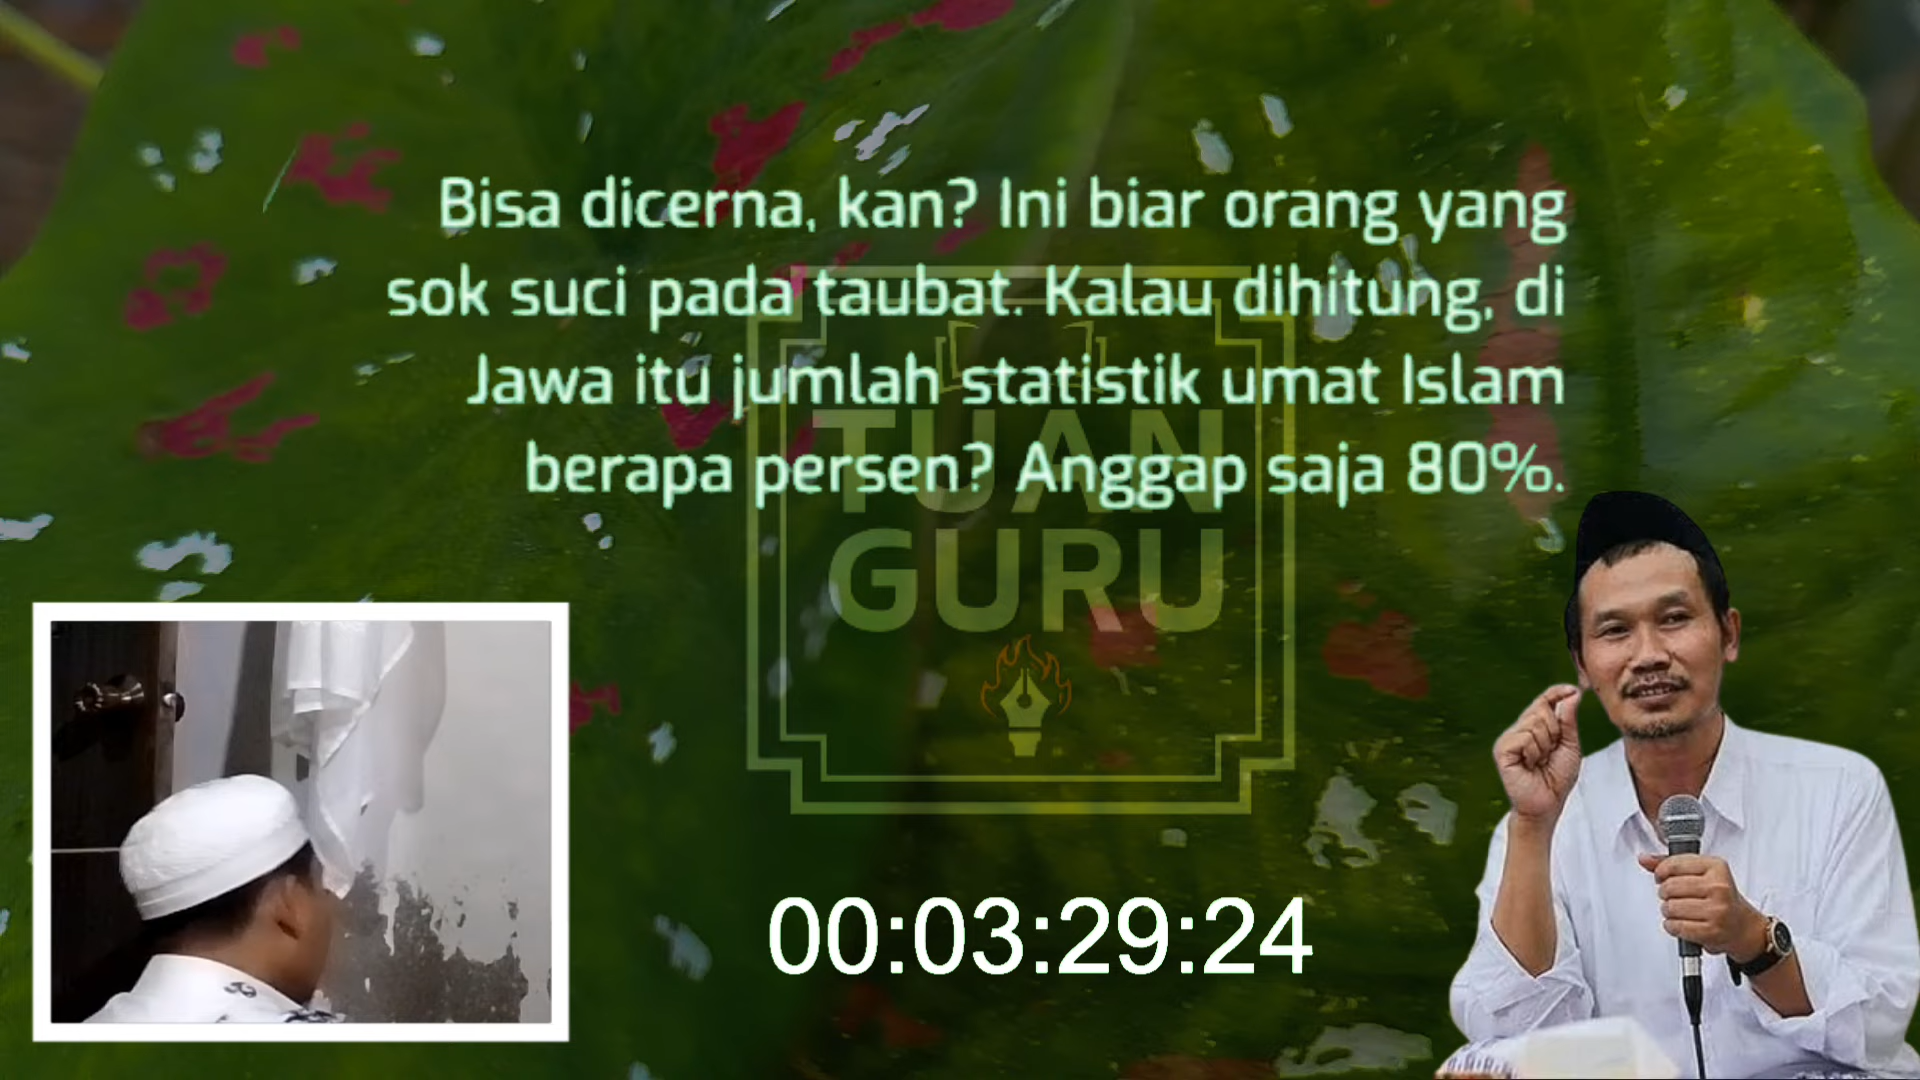 Bisa dicerna, kan? Ini biar orang yang
sok suci pada taubat. Kalau dihitung, di
Jawa itu jumlah statistik umat Islam
berapa persen? Anggap saja 80%.
TUAN
GURU
00:03:29:24